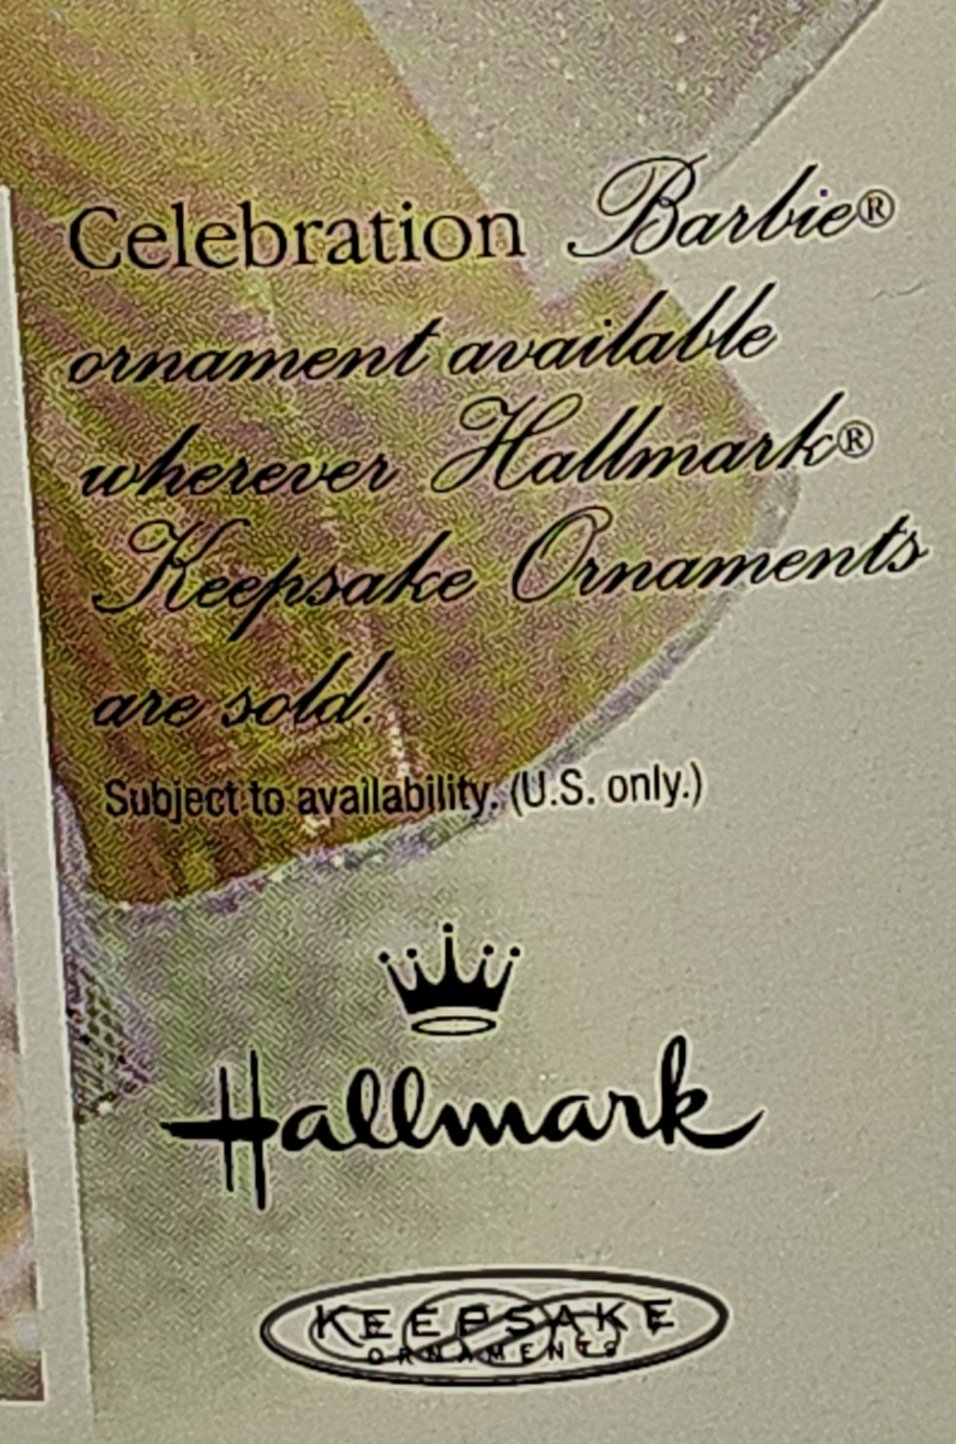 Celebration Barbie®
ornament available
wherever Hallmark®
Keepsake Ornaments
are sold.
Subject to availability. (U.S. only.)
Hallmark
KEEPSAKE
ORNAMENTS